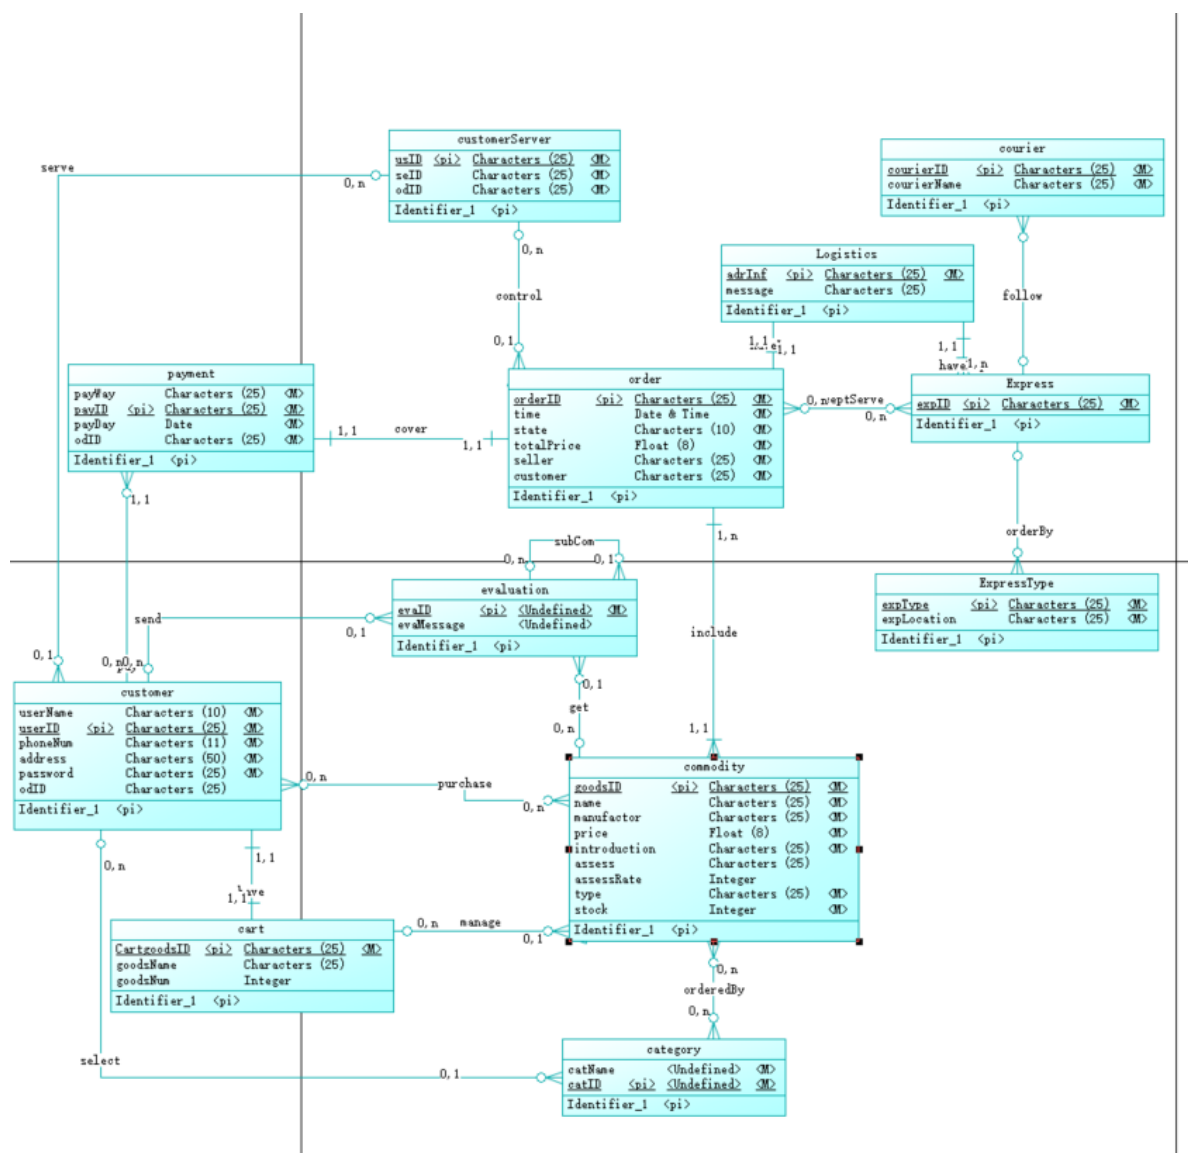 customerServer
usID <pi> Characters (25) <M>
seID Characters (25) <M>
odID Characters (25) <M>
Identifier_1 <pi>
serve
0,n
0,n
courier
courierID <pi> Characters (25) <M>
courierName Characters (25) <M>
Identifier_1 <pi>
Logistics
adrInf <pi> Characters (25) <M>
message Characters (25)
Identifier_1 <pi>
control
follow
0,1
1,1
1,1
1,1
1,n
payment
payWay Characters (25) <M>
payID <pi> Characters (25) <M>
payDay Date <M>
odID Characters (25) <M>
Identifier_1 <pi>
order
orderID <pi> Characters (25) <M>
time Date & Time <M>
state Characters (10) <M>
totalPrice Float (8) <M>
seller Characters (25) <M>
customer Characters (25) <M>
Identifier_1 <pi>
Express
expID <pi> Characters (25) <M>
Identifier_1 <pi>
0,n
eptServe
0,n
1,1
cover
1,1
1,1
1,n
orderBy
subCom
0,n
0,1
evaluation
evaID <pi> <Undefined> <M>
evaMessage <Undefined>
Identifier_1 <pi>
ExpressType
expType <pi> Characters (25) <M>
expLocation Characters (25) <M>
Identifier_1 <pi>
send
0,1
include
0,1
0,n
0,n
0,1
get
0,n
1,1
customer
userName Characters (10) <M>
userID <pi> Characters (25) <M>
phoneNum Characters (11) <M>
address Characters (50) <M>
password Characters (25) <M>
odID Characters (25)
Identifier_1 <pi>
0,n
purchase
0,n
commodity
goodsID <pi> Characters (25) <M>
name Characters (25) <M>
manufactor Characters (25) <M>
price Float (8) <M>
introduction Characters (25) <M>
assess Characters (25)
assessRate Integer
type Characters (25) <M>
stock Integer <M>
Identifier_1 <pi>
0,n
1,1
1,1
cart
CartgoodsID <pi> Characters (25) <M>
goodsName Characters (25)
goodsNum Integer
Identifier_1 <pi>
0,n
manage
0,1
0,n
orderedBy
0,n
select
0,1
category
catName <Undefined> <M>
catID <pi> <Undefined> <M>
Identifier_1 <pi>